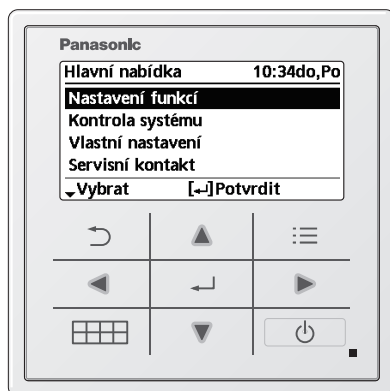 Panasonic
Hlavní nabídka 10:34do,Po
Nastavení funkcí
Kontrola systému
Vlastní nastavení
Servisní kontakt
Vybrat [↵]Potvrdit